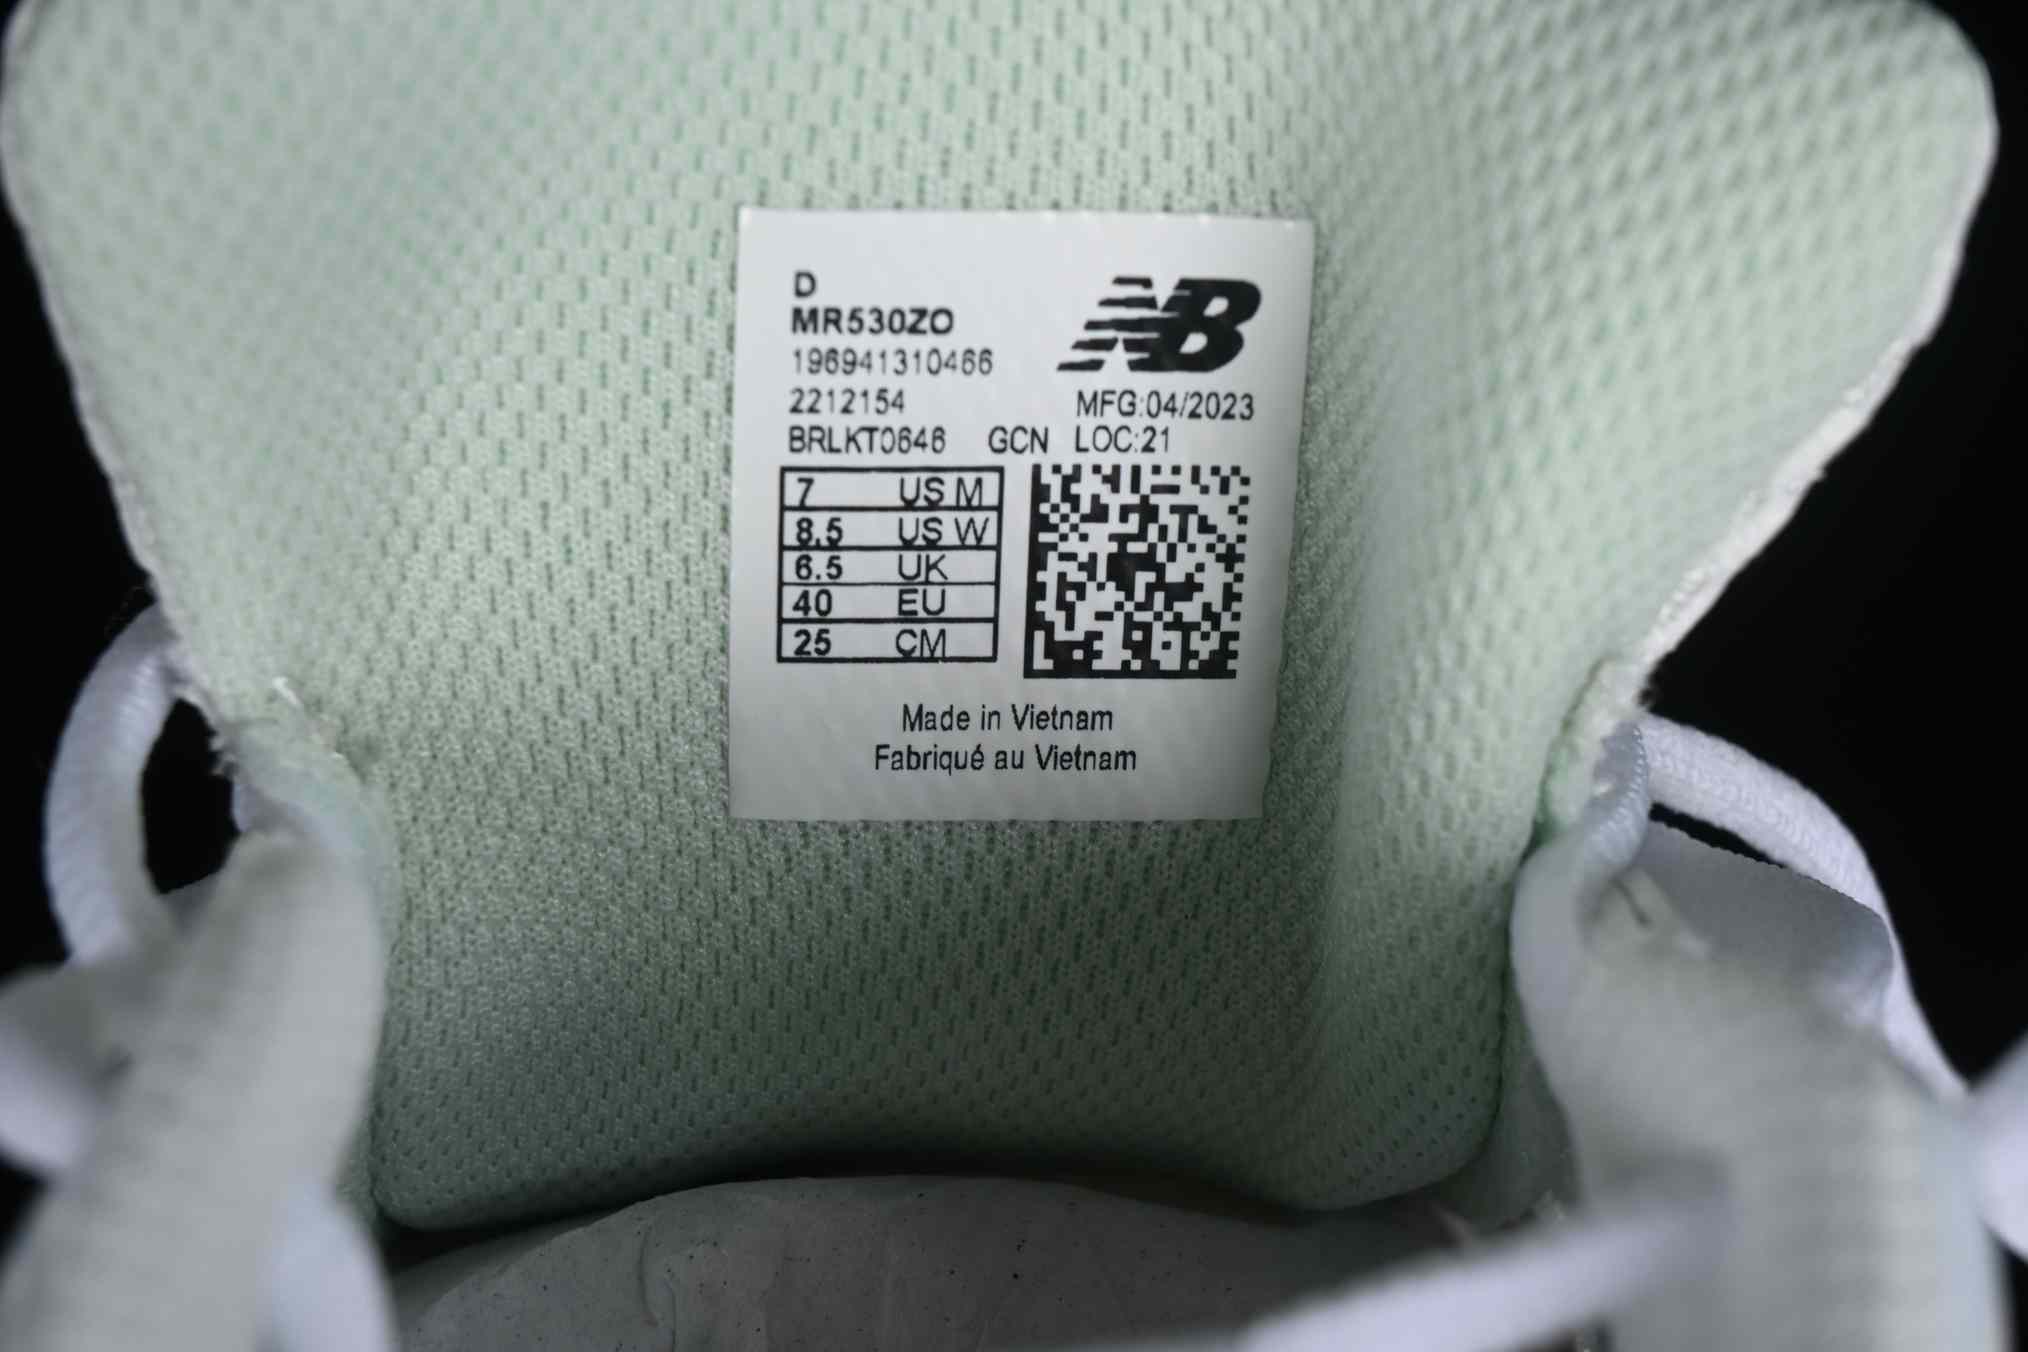 D
MR530ZO
NB
196941310466
2212154 MFG:04/2023
BRLKT0646 GCN LOC:21
7 US M
8.5 US W
6.5 UK
40 EU
25 CM
Made in Vietnam
Fabriqué au Vietnam